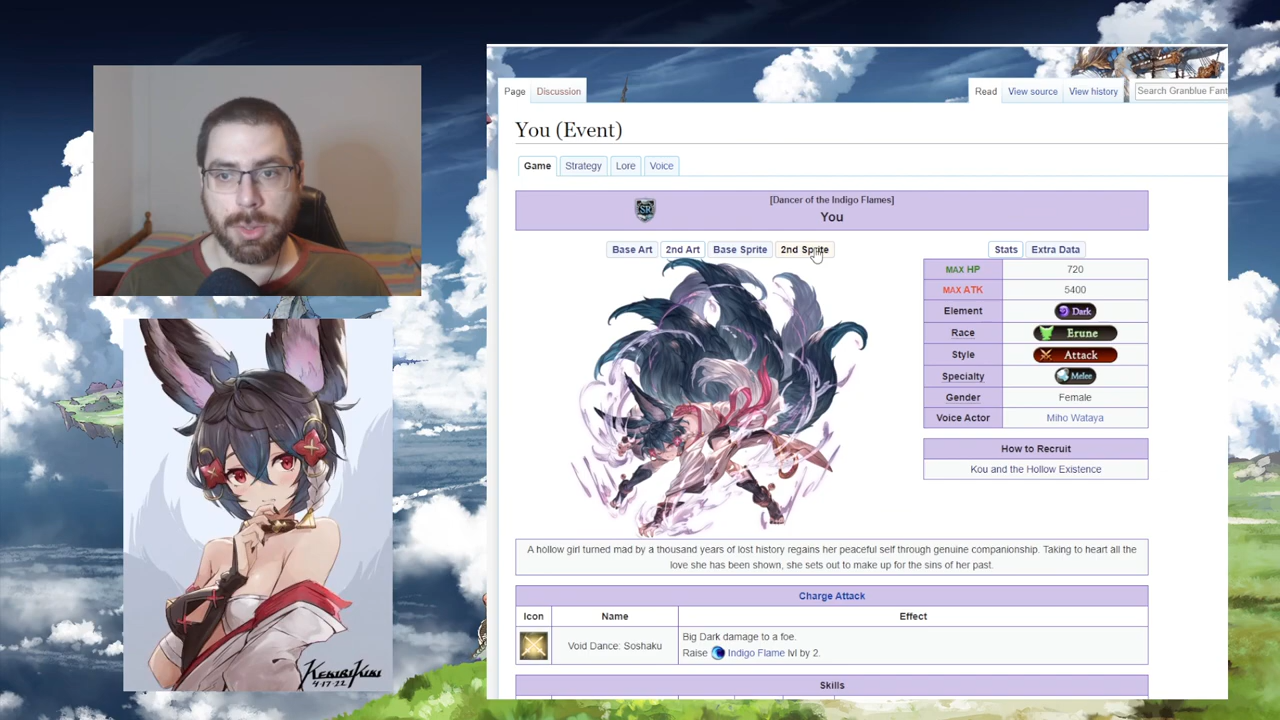 Page
Discussion
Read
View source
View history
Search Granblue Fant
You (Event)
Game
Strategy
Lore
Voice
SR
[Dancer of the Indigo Flames]
You
Base Art
2nd Art
Base Sprite
2nd Sprite
Stats
Extra Data
MAX HP 720
MAX ATK 5400
Element Dark
Race Erune
Style Attack
Specialty Melee
Gender Female
Voice Actor Miho Wataya
How to Recruit
Kou and the Hollow Existence
A hollow girl turned mad by a thousand years of lost history regains her peaceful self through genuine companionship. Taking to heart all the
love she has been shown, she sets out to make up for the sins of her past.
Charge Attack
Icon Name Effect
Void Dance: Soshaku
Big Dark damage to a foe.
Raise Indigo Flame lvl by 2.
Skills
KEKIRIKIKI
4-17-22